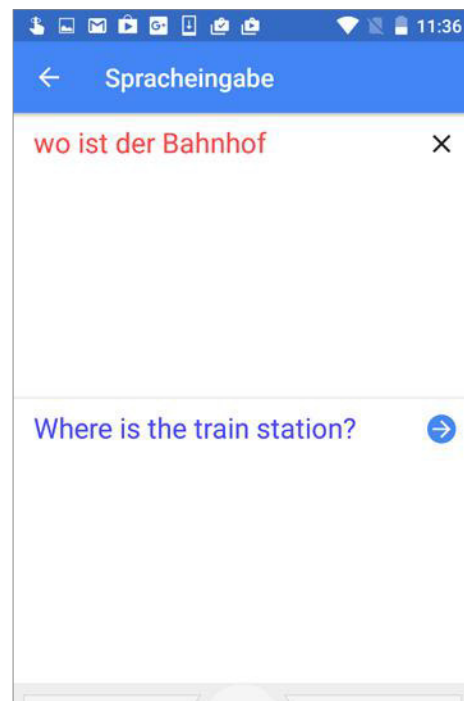 11:36
Spracheingabe
wo ist der Bahnhof
Where is the train station?